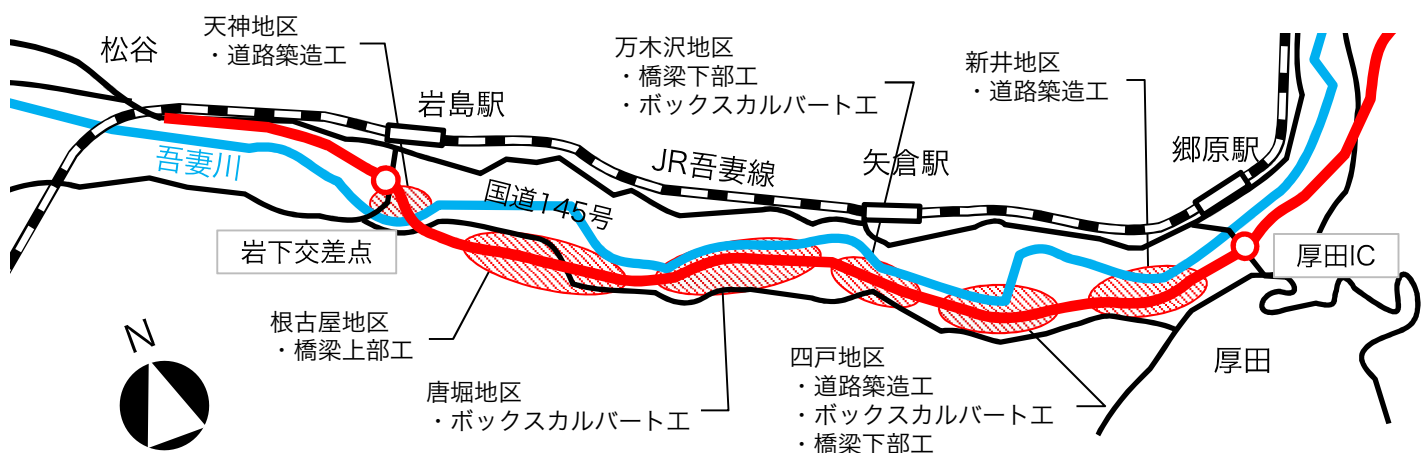 天神地区
・道路築造工
松谷
万木沢地区
・橋梁下部工
・ボックスカルバート工
新井地区
・道路築造工
岩島駅
吾妻川
JR吾妻線
矢倉駅
郷原駅
国道145号
岩下交差点
厚田IC
根古屋地区
・橋梁上部工
N
唐堀地区
・ボックスカルバート工
四戸地区
・道路築造工
・ボックスカルバート工
・橋梁下部工
厚田